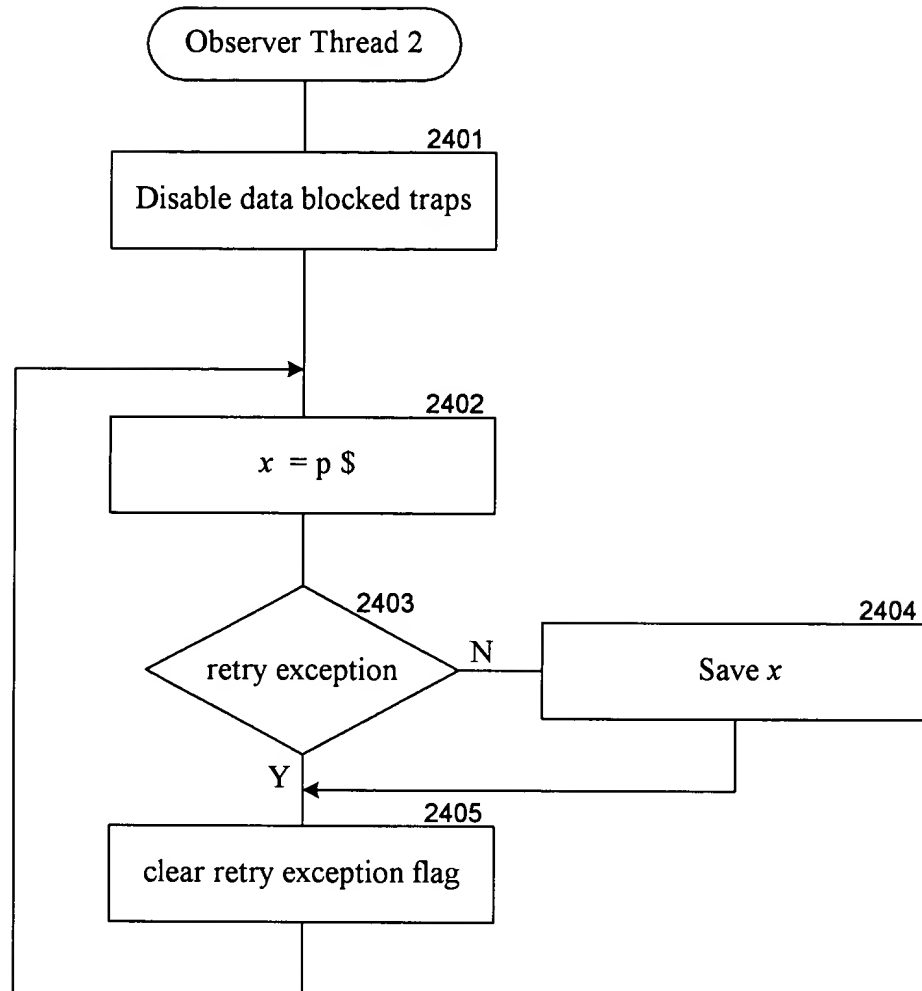 Observer Thread 2
2401
Disable data blocked traps
2402
x = p $
2403
retry exception
N
2404
Save x
Y
2405
clear retry exception flag